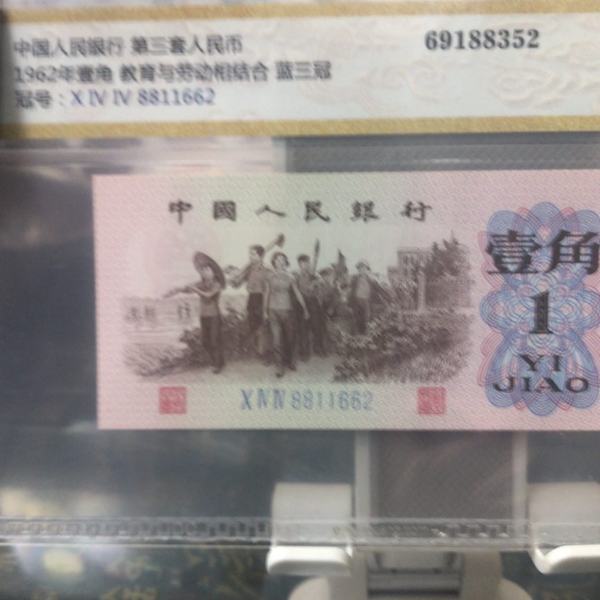 中国人民银行 第三套人民币
69188352
1962年壹角 教育与劳动相结合 蓝三冠
冠号：X IV IV 8811662
中國人民銀行
壹角
1
YI
JIAO
X IV IV 8811662